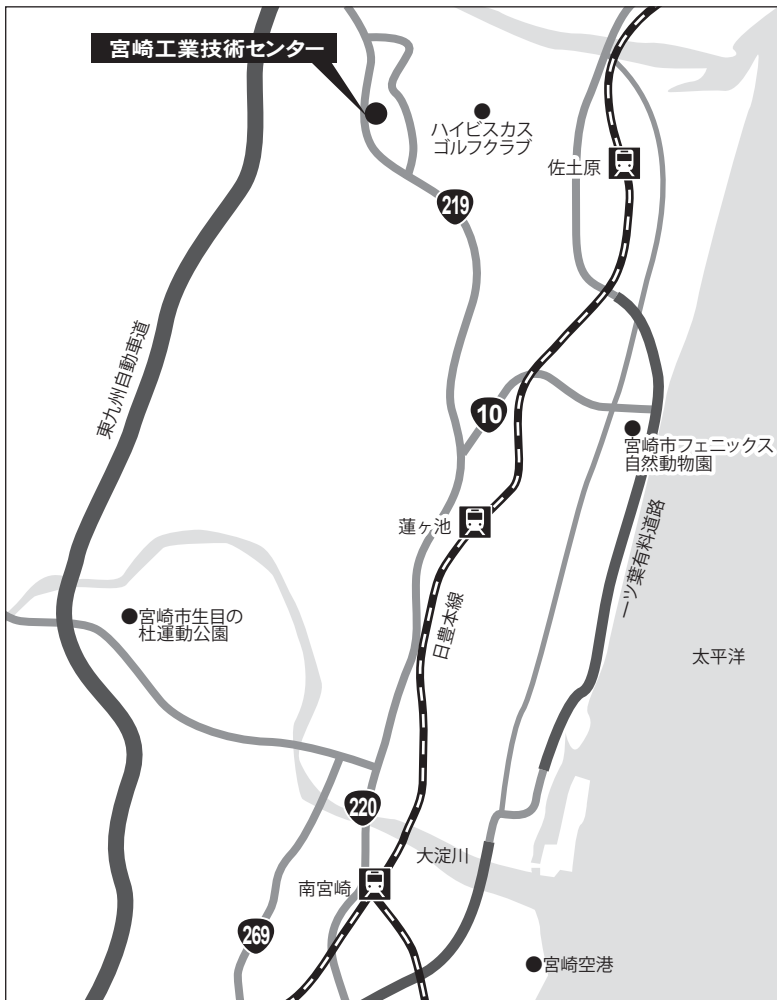 宮崎工業技術センター
ハイビスカス
ゴルフクラブ
佐土原
219
東九州自動車道
10
宮崎市フェニックス
自然動物園
蓮ヶ池
一ツ葉有料道路
日豊本線
宮崎市生目の
杜運動公園
太平洋
220
大淀川
南宮崎
269
宮崎空港